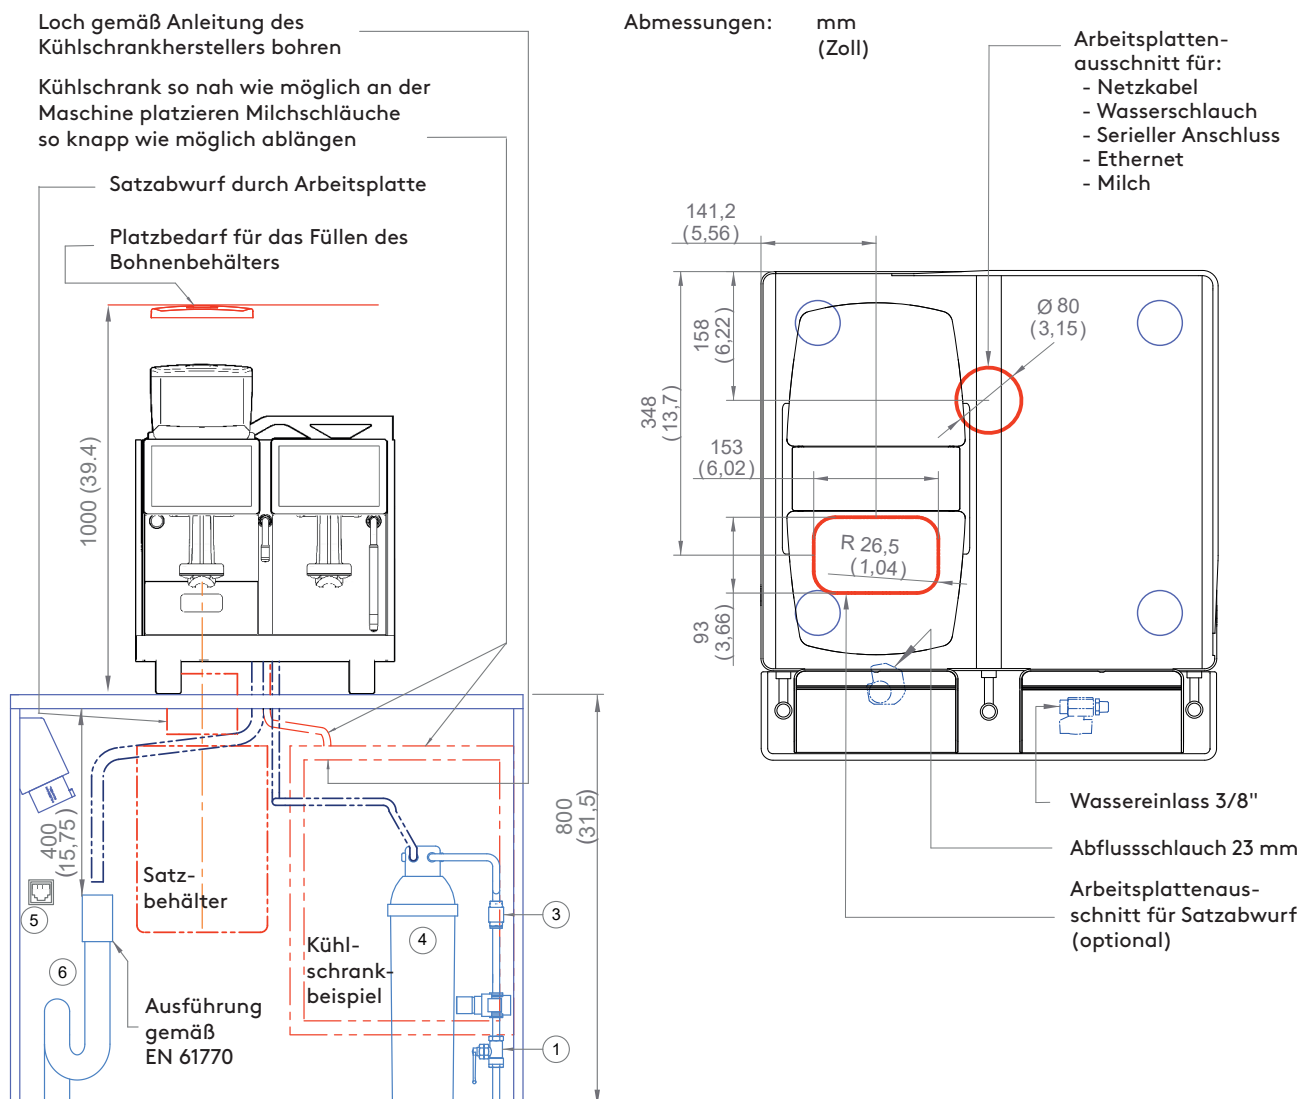 Loch gemäß Anleitung des
Kühlschrankherstellers bohren
Kühlschrank so nah wie möglich an der
Maschine platzieren Milchschläuche
so knapp wie möglich ablängen
Satzabwurf durch Arbeitsplatte
Platzbedarf für das Füllen des
Bohnenbehälters
1000 (39.4)
400
(15,75)
Satz-
behälter
5
6
Ausführung
gemäß
EN 61770
Kühl-
schrank-
beispiel
4
3
1
800
(31,5)
Abmessungen: mm
(Zoll)
Arbeitsplatten-
ausschnitt für:
- Netzkabel
- Wasserschlauch
- Serieller Anschluss
- Ethernet
- Milch
141,2
(5,56)
158
(6,22)
Ø 80
(3,15)
348
(13,7)
153
(6,02)
R 26,5
(1,04)
93
(3,66)
Wassereinlass 3/8"
Abflussschlauch 23 mm
Arbeitsplattenaus-
schnitt für Satzabwurf
(optional)